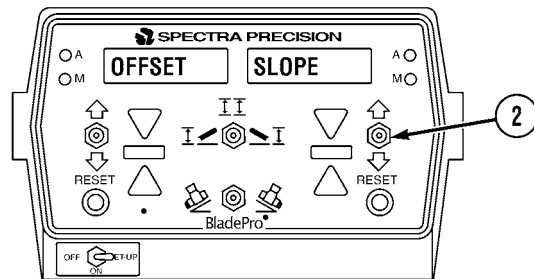 SPECTRA PRECISION
A
OFFSET
SLOPE
A
M
M
2
RESET
RESET
BladePro
OFF
SET-UP
ON